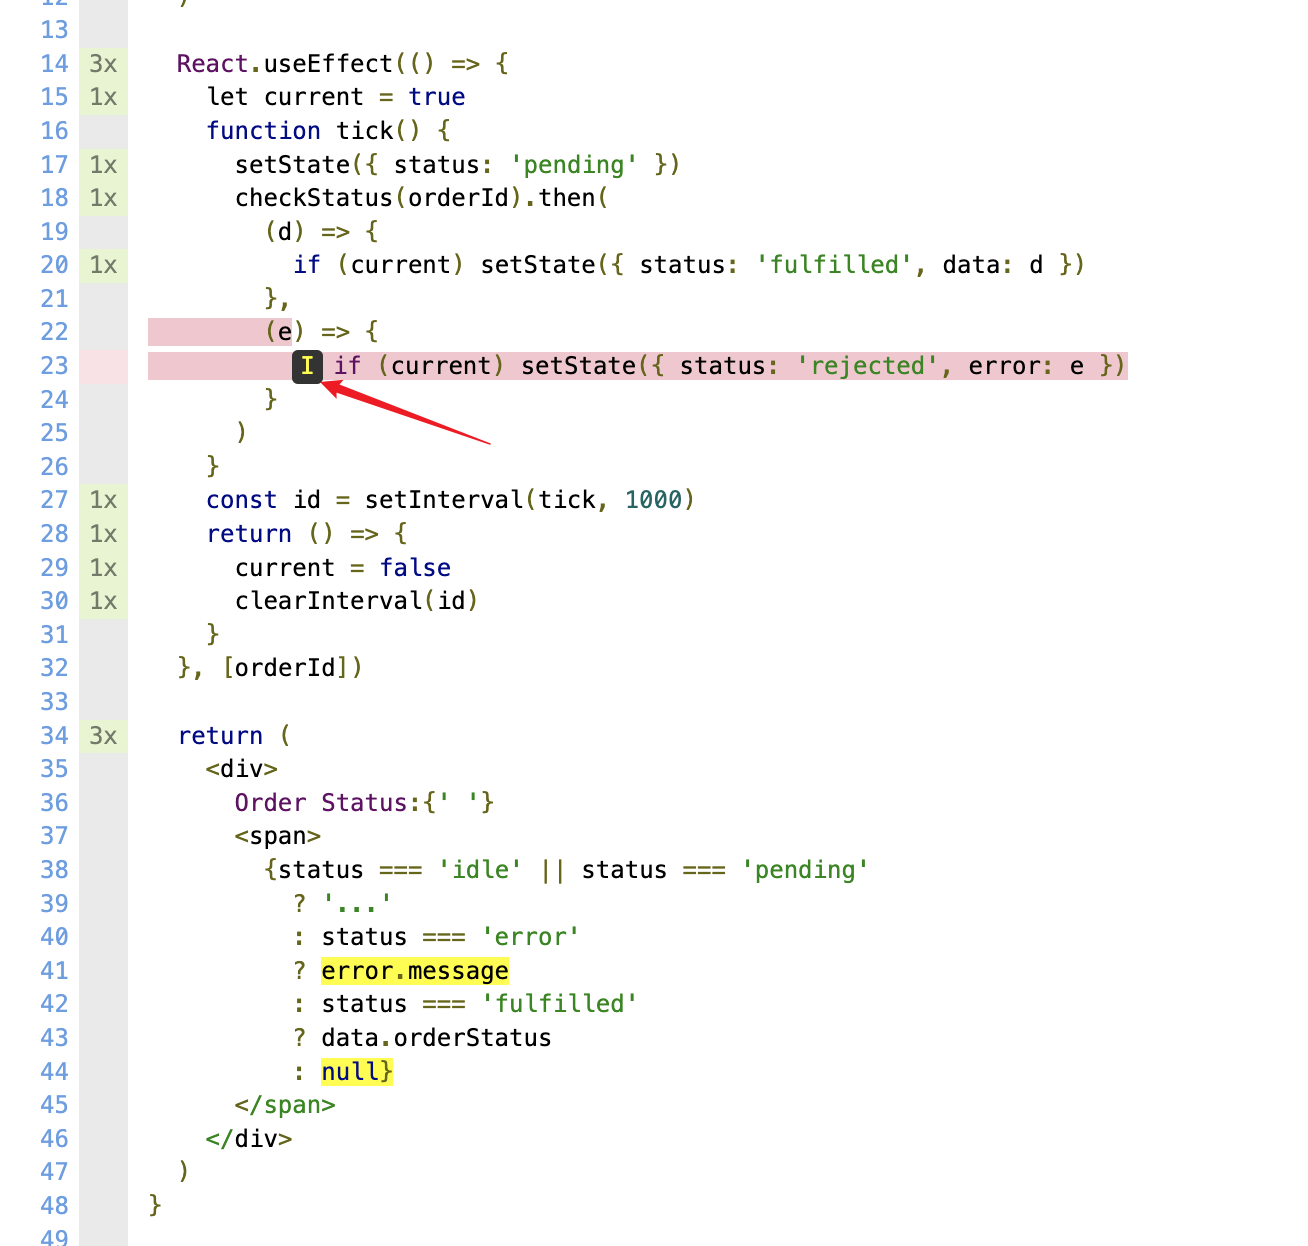 12 )
13
14 3x React.useEffect(() => {
15 1x let current = true
16 function tick() {
17 1x setState({ status: 'pending' })
18 1x checkStatus(orderId).then(
19 (d) => {
20 1x if (current) setState({ status: 'fulfilled', data: d })
21 },
22 (e) => {
23 I if (current) setState({ status: 'rejected', error: e })
24 }
25 )
26 }
27 1x const id = setInterval(tick, 1000)
28 1x return () => {
29 1x current = false
30 1x clearInterval(id)
31 }
32 }, [orderId])
33
34 3x return (
35 <div>
36 Order Status:{' '}
37 <span>
38 {status === 'idle' || status === 'pending'
39 ? '...'
40 : status === 'error'
41 ? error.message
42 : status === 'fulfilled'
43 ? data.orderStatus
44 : null}
45 </span>
46 </div>
47 )
48 }
49